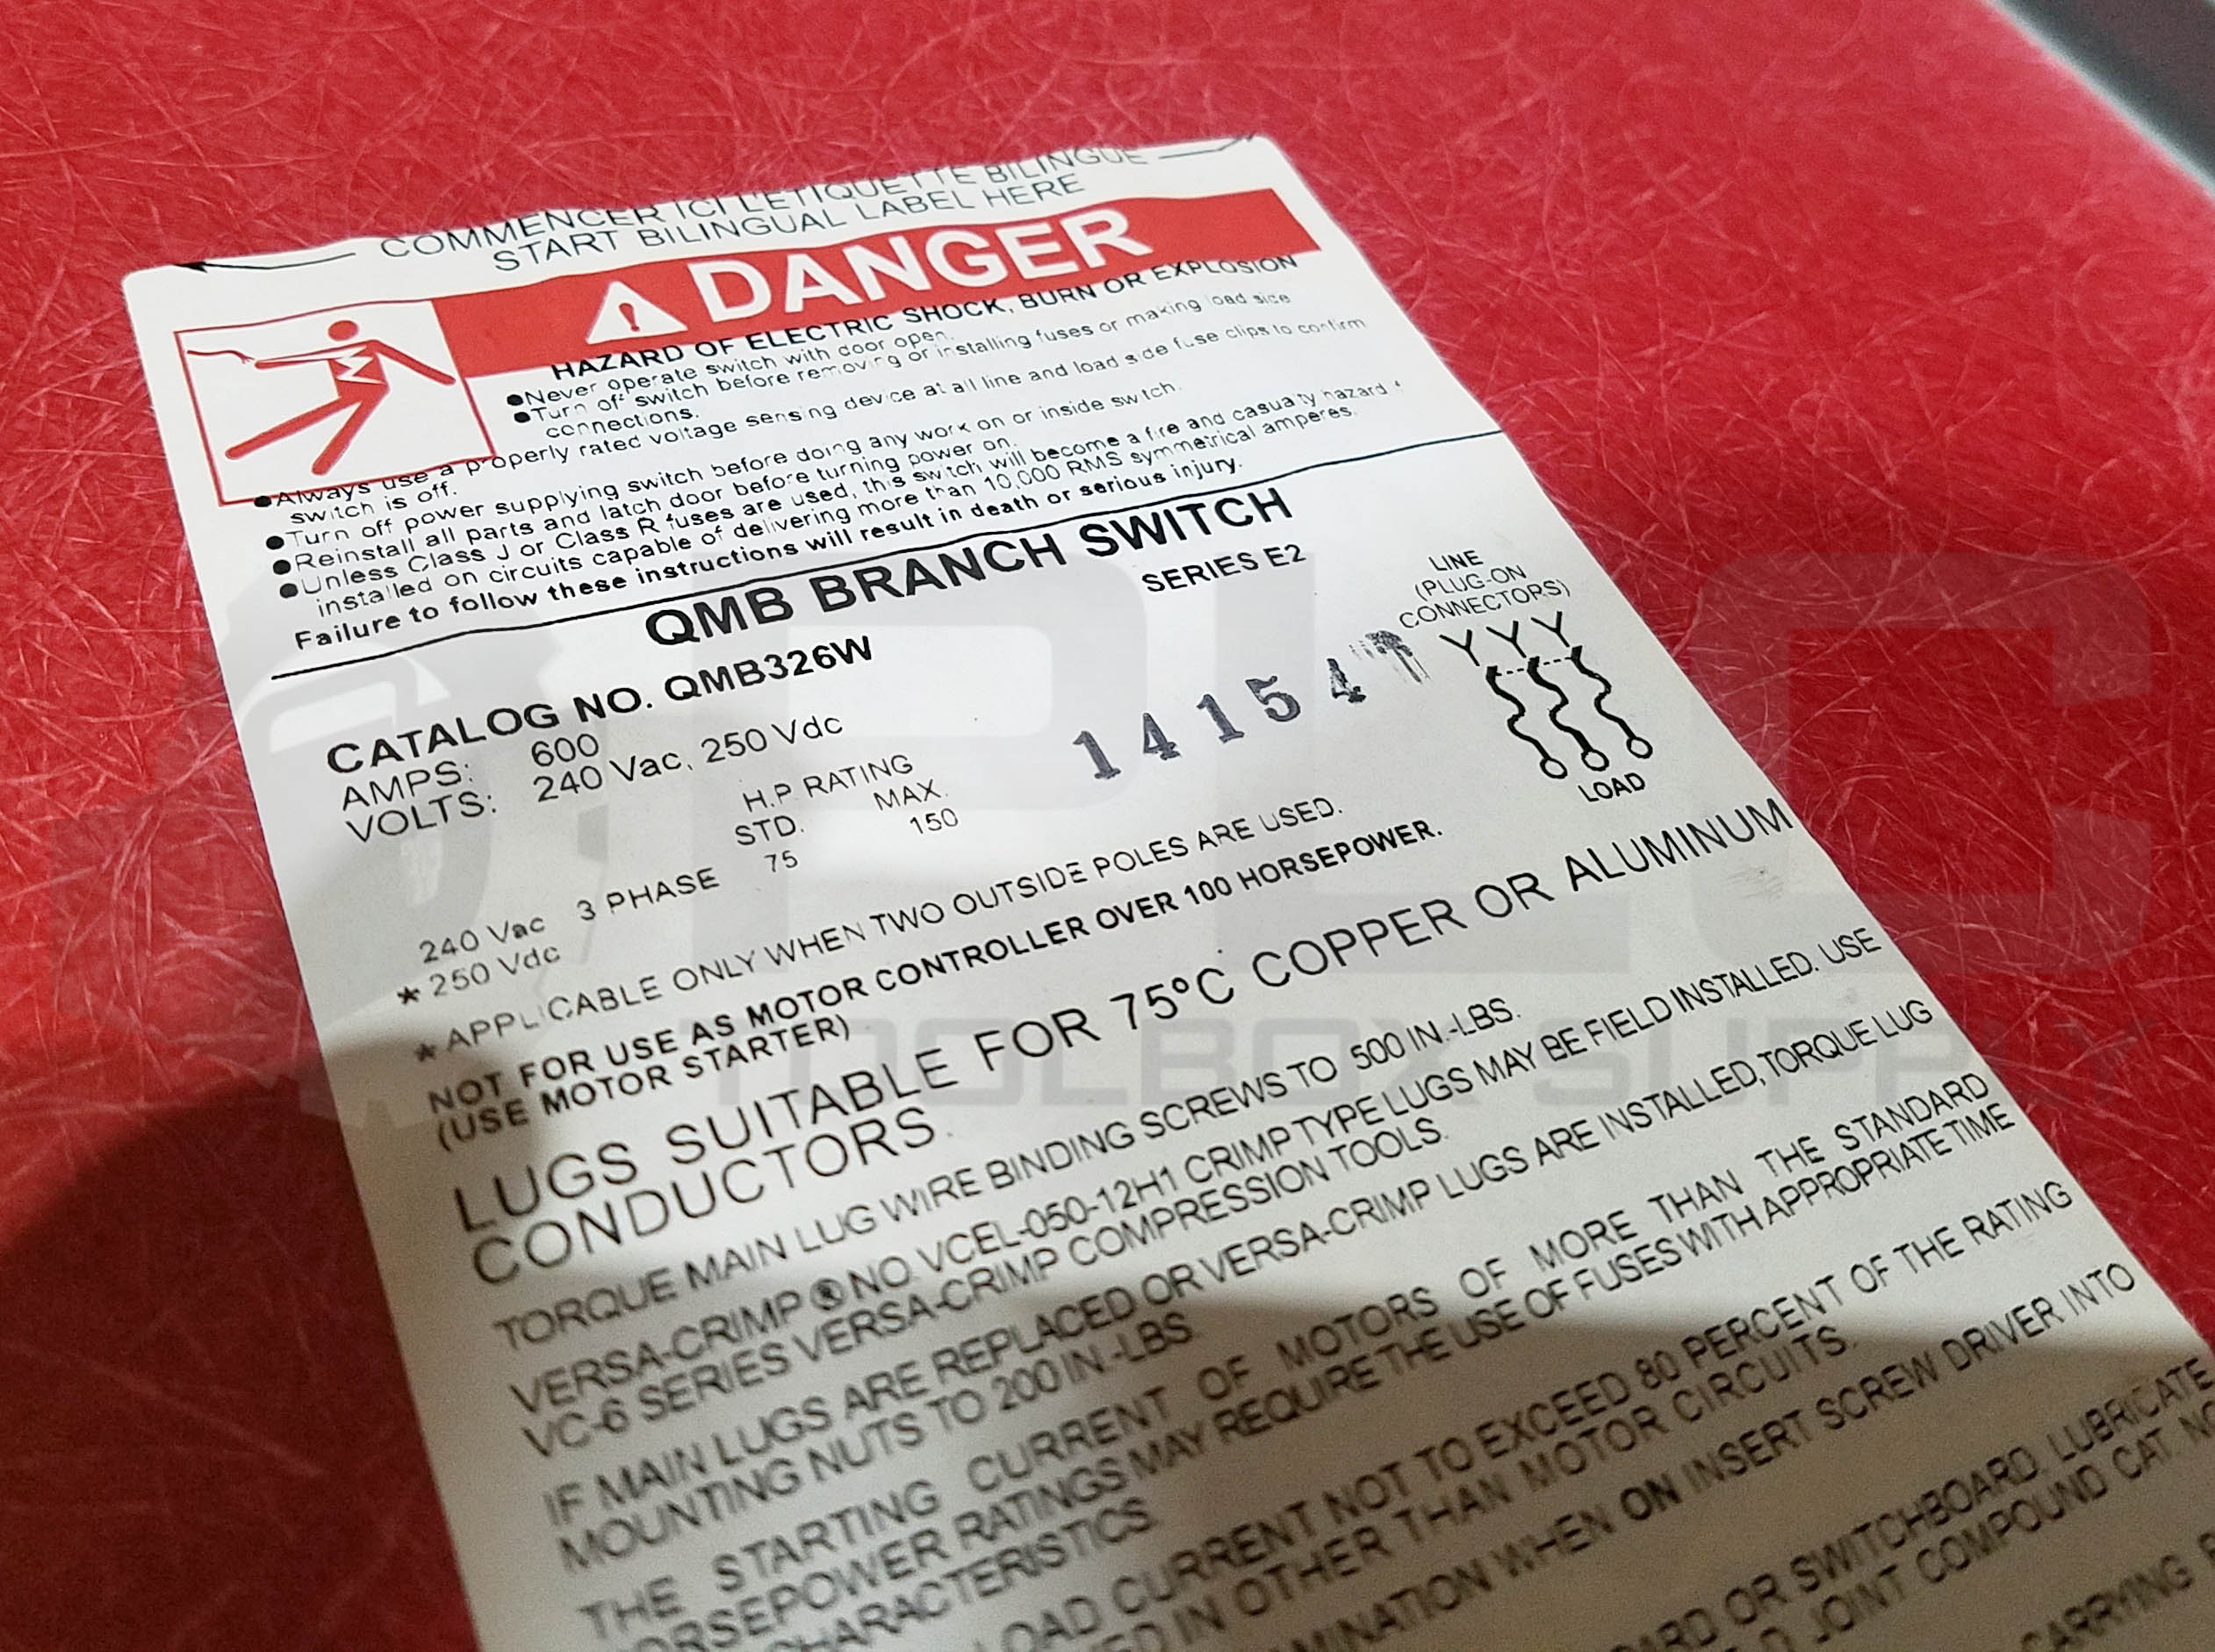 COMMENCER ICI L'ETIQUETTE BILINGUE
START BILINGUAL LABEL HERE
DANGER
HAZARD OF ELECTRIC SHOCK, BURN OR EXPLOSION
●Never operate switch with door open.
●Turn off switch before removing or installing fuses or making load side
connections.
●Always use a properly rated voltage sensing device at all line and load side fuse clips to confirm
switch is off.
●Turn off power supplying switch before doing any work on or inside switch.
●Reinstall all parts and latch door before turning power on.
●Unless Class J or Class R fuses are used, this switch will become a fire and casualty hazard
installed on circuits capable of delivering more than 10,000 RMS symmetrical amperes.
Failure to follow these instructions will result in death or serious injury.
QMB BRANCH SWITCH
SERIES E2
CATALOG NO. QMB326W
AMPS: 600
VOLTS: 240 Vac, 250 Vdc
LINE
(PLUG-ON
CONNECTORS)
LOAD
14154
H.P RATING
STD. MAX.
240 Vac 3 PHASE 75 150
* 250 Vdc
* APPLICABLE ONLY WHEN TWO OUTSIDE POLES ARE USED.
NOT FOR USE AS MOTOR CONTROLLER OVER 100 HORSEPOWER.
(USE MOTOR STARTER)
LUGS SUITABLE FOR 75°C COPPER OR ALUMINUM
CONDUCTORS.
TORQUE MAIN LUG WIRE BINDING SCREWS TO 500 IN.-LBS.
VERSA-CRIMP ® NO. VCEL-050-12H1 CRIMP TYPE LUGS MAY BE FIELD INSTALLED. USE
VC-6 SERIES VERSA-CRIMP COMPRESSION TOOLS.
IF MAIN LUGS ARE REPLACED OR VERSA-CRIMP LUGS ARE INSTALLED, TORQUE LUG
MOUNTING NUTS TO 200 IN.-LBS.
THE STARTING CURRENT OF MOTORS OF MORE THAN THE STANDARD
HORSEPOWER RATINGS MAY REQUIRE THE USE OF FUSES WITH APPROPRIATE TIME
CHARACTERISTICS.
LOAD CURRENT NOT TO EXCEED 80 PERCENT OF THE RATING
IN OTHER THAN MOTOR CIRCUITS.
WHEN ON INSERT SCREW DRIVER INTO
OR SWITCHBOARD, LUBRICATE
JOINT COMPOUND CAT. NO
CARRYING
PLC
TOOLBOX SUPPLY